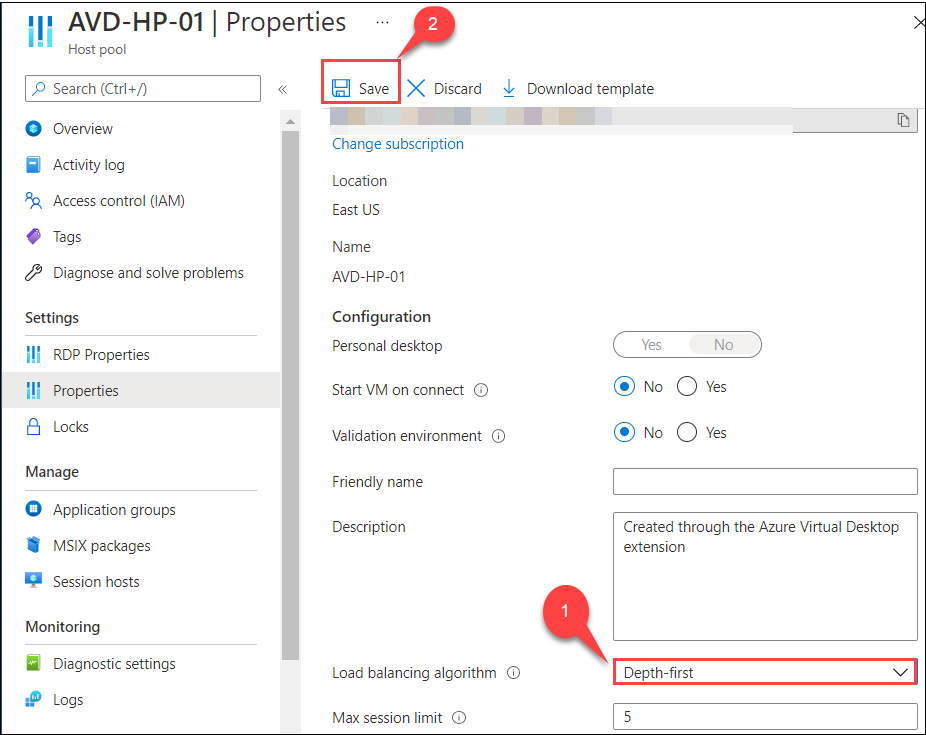 AVD-HP-01 | Properties ...
Host pool
2
Search (Ctrl+/)
«
Save
Discard
Download template
Overview
Activity log
Access control (IAM)
Tags
Diagnose and solve problems
Settings
RDP Properties
Properties
Locks
Manage
Application groups
MSIX packages
Session hosts
Monitoring
Diagnostic settings
Logs
Change subscription
Location
East US
Name
AVD-HP-01
Configuration
Personal desktop Yes No
Start VM on connect No Yes
Validation environment No Yes
Friendly name
Description Created through the Azure Virtual Desktop
extension
1
Load balancing algorithm Depth-first
Max session limit 5